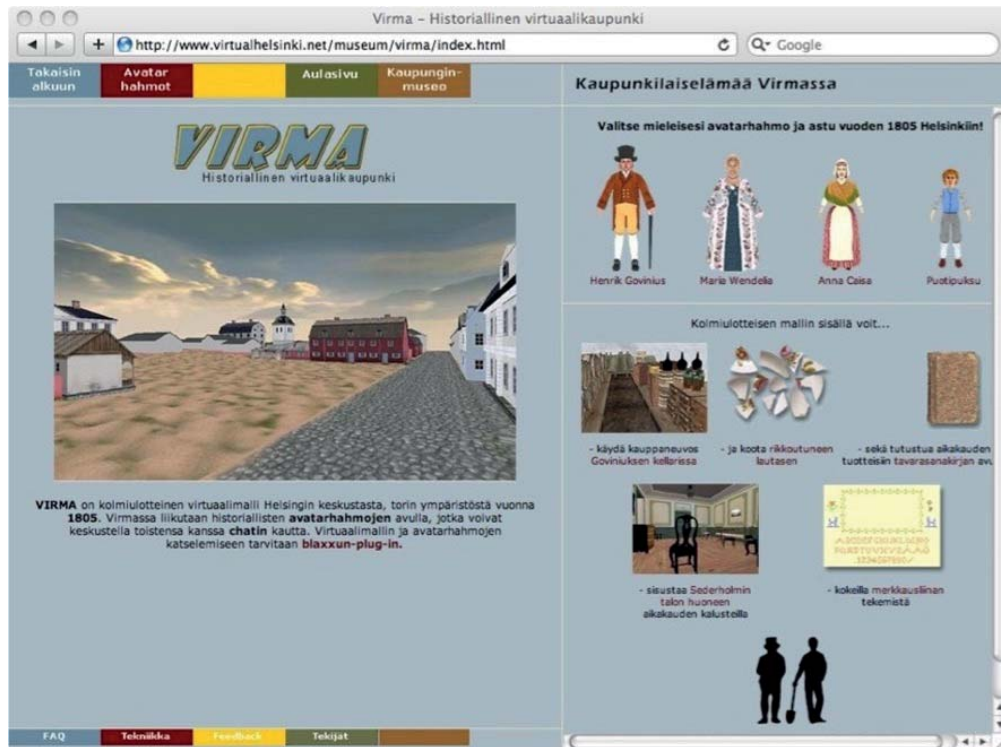 Virma – Historiallinen virtuaalikaupunki
http://www.virtualhelsinki.net/museum/virma/index.html
Google
Takaisin
alkuun
Avatar
hahmot
Aulasivu
Kaupungin-
museo
Kaupunkilaiselämää Virmassa
VIRMA
Historiallinen virtuaalikaupunki
VIRMA on kolmiulotteinen virtuaalimalli Helsingin keskustasta, torin ympäristöstä vuonna
1805. Virmassa liikutaan historiallisten avatarhahmojen avulla, jotka voivat
keskustella toistensa kanssa chatin kautta. Virtuaalimallin ja avatarhahmojen
katselemiseen tarvitaan blaxxun-plug-in.
Valitse mieleisesi avatarhahmo ja astu vuoden 1805 Helsinkiin!
Henrik Govinius
Maria Wendelia
Anna Caisa
Puotipuksu
Kolmiulotteisen mallin sisällä voit...
- käydä kauppaneuvos
Goviniuksen kellarissa
- ja koota rikkoutuneen
lautasen
- sekä tutustua aikakauden
tuotteisiin tavarasanakirjan avu
- sisustaa Sederholmin
talon huoneen
aikakauden kalusteilla
- kokeilla merkkausliinan
tekemistä
FAQ
Tekniikka
Feedback
Tekijät